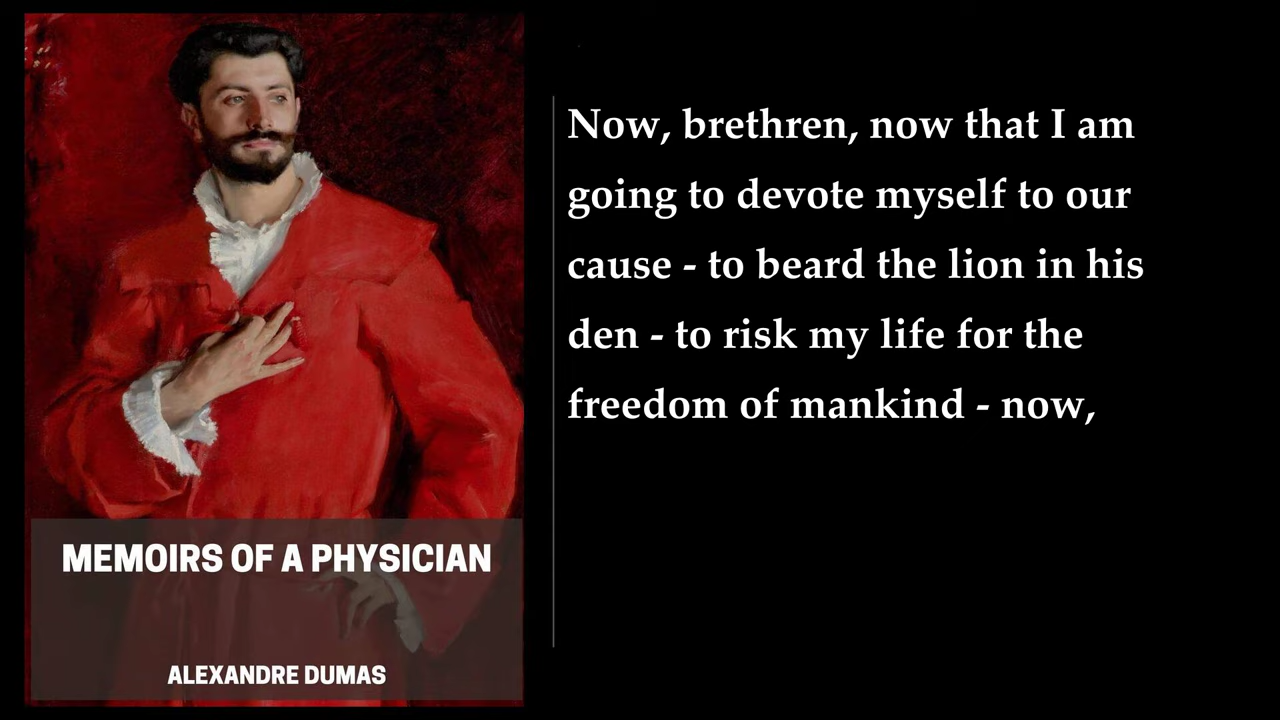 MEMOIRS OF A PHYSICIAN
ALEXANDRE DUMAS
Now, brethren, now that I am
going to devote myself to our
cause - to beard the lion in his
den - to risk my life for the
freedom of mankind - now,